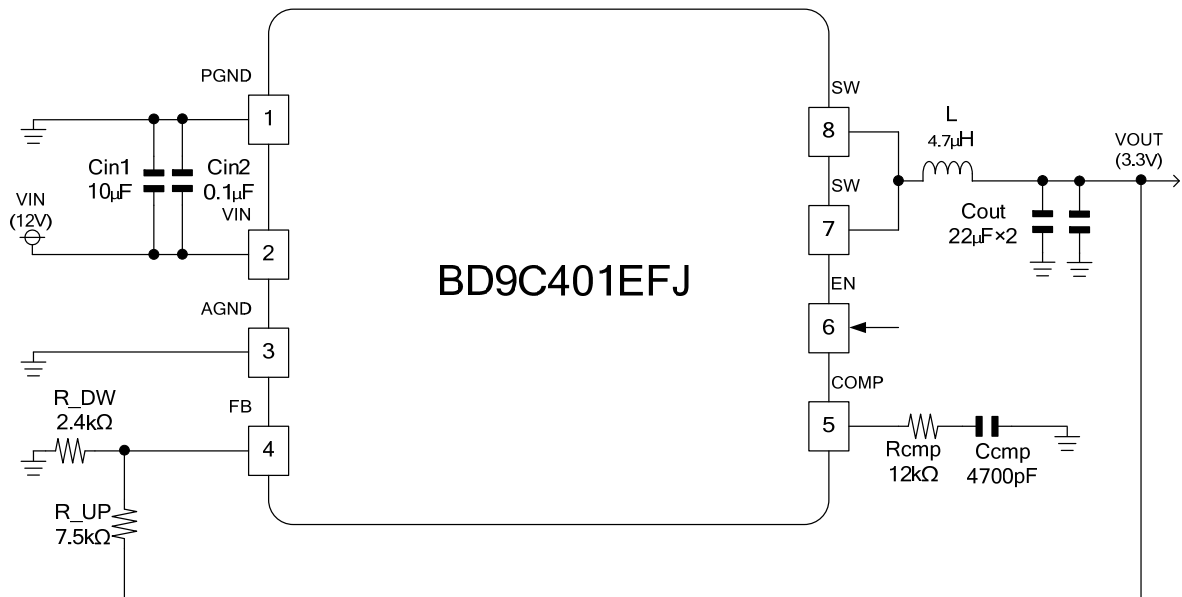 PGND
1
Cin1
10µF
Cin2
0.1µF
VIN
(12V)
VIN
2
AGND
3
R_DW
2.4kΩ
FB
4
R_UP
7.5kΩ
BD9C401EFJ
SW
8
SW
7
EN
6
COMP
5
L
4.7µH
VOUT
(3.3V)
Cout
22µF×2
Rcmp
12kΩ
Ccmp
4700pF